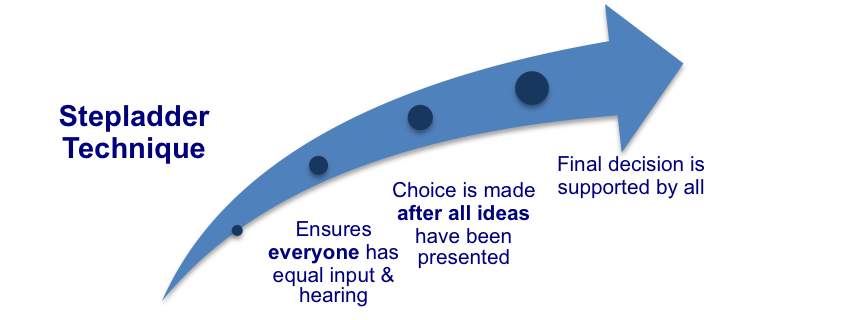 Stepladder
Technique
Ensures
everyone has
equal input &
hearing
Choice is made
after all ideas
have been
presented
Final decision is
supported by all